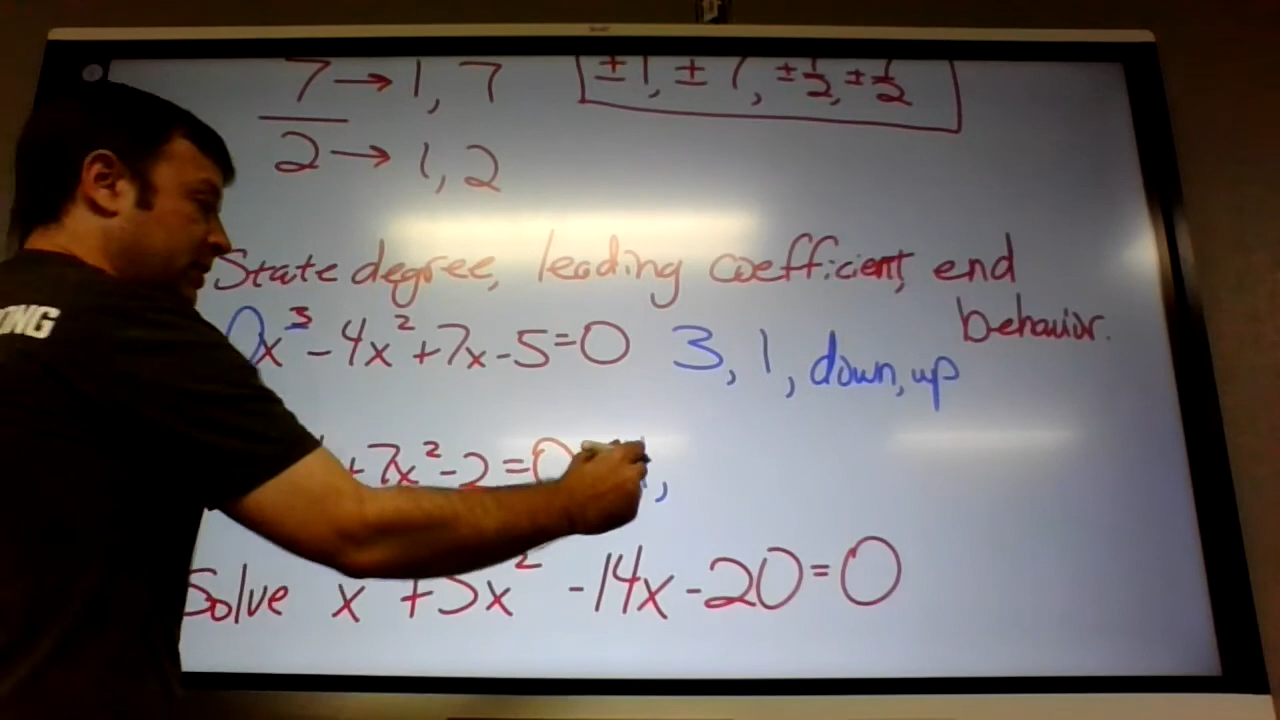 7 → 1, 7
±1, ±7, ±1/2, ±7/2
2 → 1, 2
State degree, leading coefficient, end
behavior.
x³ - 4x² + 7x - 5 = 0 3, 1, down, up
+ 7x² - 2 = 0 ,
Solve x + 5x² - 14x - 20 = 0
NG